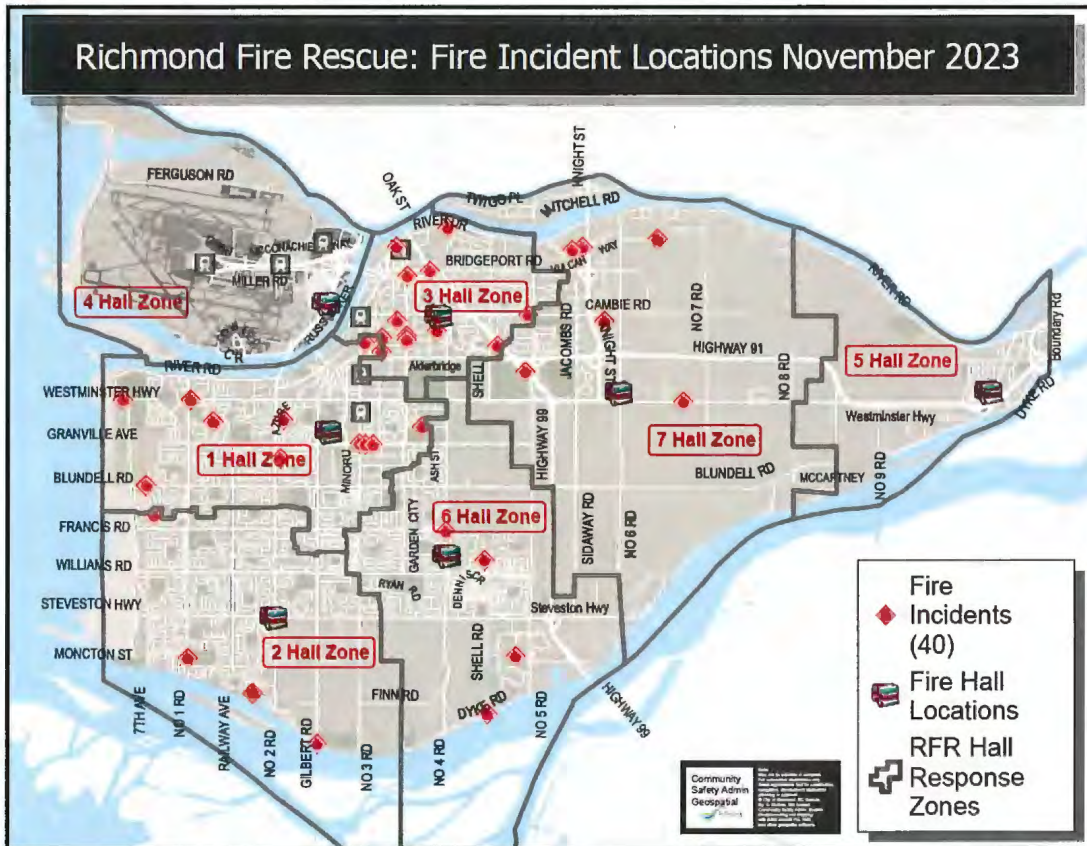 Richmond Fire Rescue: Fire Incident Locations November 2023
FERGUSON RD
MILLER RD
4 Hall Zone
OAK ST
RIVER DR
TWIGG PL
MITCHELL RD
KNIGHT ST
BRIDGEPORT RD
VULCAN WAY
3 Hall Zone
CAMBIE RD
KNIGHT ST
NO 7 RD
RIVER RD
Boundary Rd
JACOMBS RD
HIGHWAY 91
5 Hall Zone
Alderbridge
SHELL
NO 8 RD
DYKE RD
RIVER RD
WESTMINSTER HWY
Westminster Hwy
GRANVILLE AVE
1 Hall Zone
MINORU
ASH ST
HIGHWAY 99
7 Hall Zone
BLUNDELL RD
BLUNDELL RD
MCCARTNEY
NO 9 RD
FRANCIS RD
6 Hall Zone
GARDEN CITY
SIDAWAY RD
NO 6 RD
WILLIAMS RD
RYAN RD
STEVESTON HWY
Steveston Hwy
2 Hall Zone
MONCTON ST
SHELL RD
FINN RD
DYKE RD
7TH AVE
NO 1 RD
RAILWAY AVE
NO 2 RD
GILBERT RD
NO 3 RD
NO 4 RD
NO 5 RD
HIGHWAY 99
Fire
Incidents
(40)
Fire Hall
Locations
RFR Hall
Response
Zones
Community
Safety Admin
Geospatial